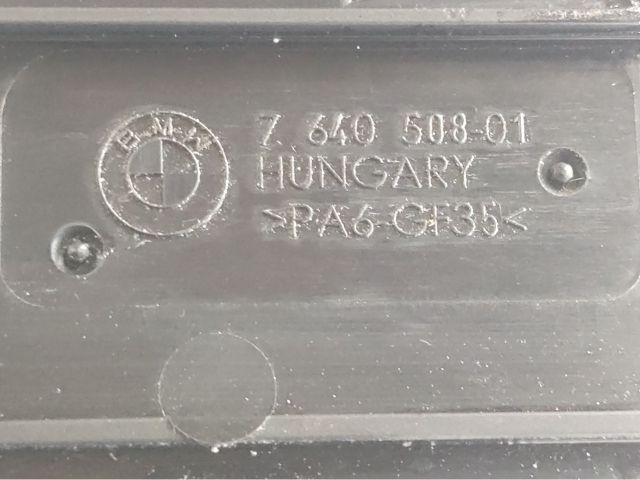 BMW
7 640 508-01
HUNGARY
>PA6-GF35<